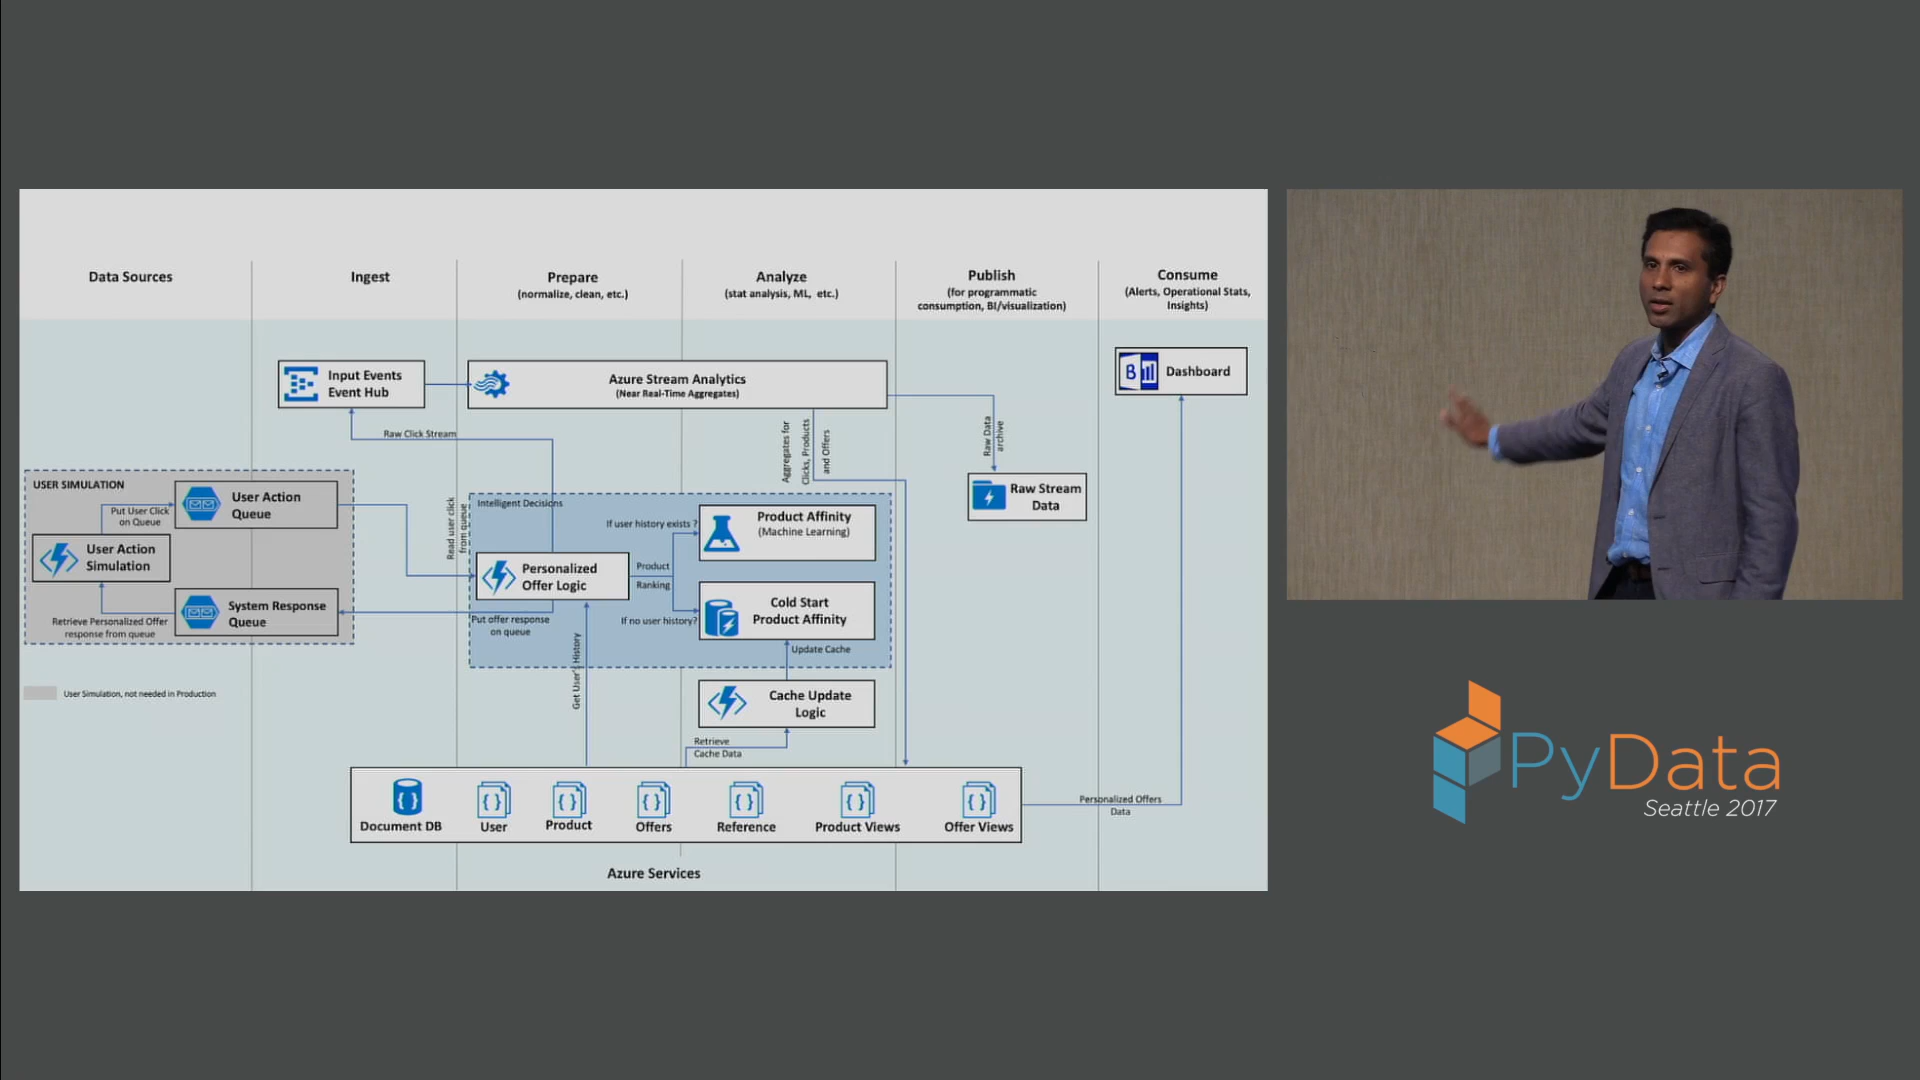 Data Sources
Ingest
Prepare
(normalize, clean, etc.)
Analyze
(stat analysis, ML, etc.)
Publish
(for programmatic
consumption, BI/visualization)
Consume
(Alerts, Operational Stats,
Insights)
Input Events
Event Hub
Azure Stream Analytics
(Near Real-Time Aggregates)
B
Dashboard
Raw Click Stream
Aggregates for
Clicks, Products
and Offers
Raw Data
archive
Raw Stream
Data
USER SIMULATION
User Action
Queue
Put User Click
on Queue
User Action
Simulation
System Response
Queue
Retrieve Personalized Offer
response from queue
User Simulation, not needed in Production
Read user click
from queue
Intelligent Decisions
If user history exists ?
Product Affinity
(Machine Learning)
Personalized
Offer Logic
Product
Ranking
Cold Start
Product Affinity
If no user history?
Put offer response
on queue
Get User's History
Update Cache
Cache Update
Logic
Retrieve
Cache Data
Document DB
User
Product
Offers
Reference
Product Views
Offer Views
Personalized Offers
Data
Azure Services
PyData
Seattle 2017